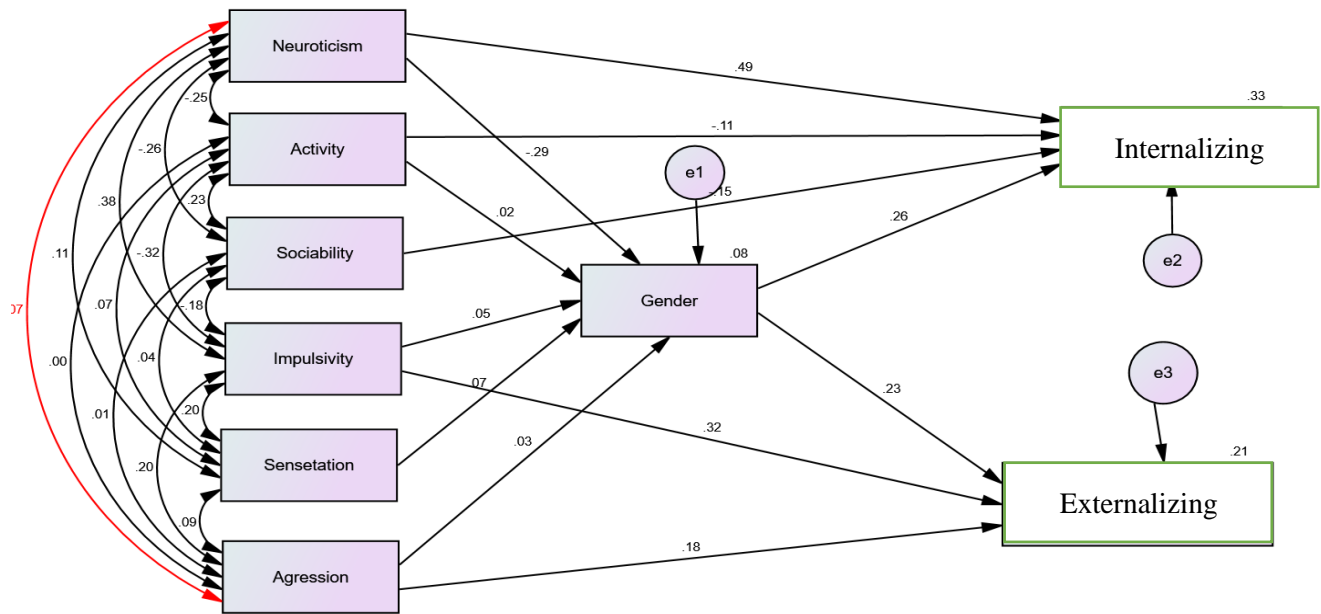 Neuroticism
.33
.49
-.25
Activity
-.11
Internalizing
-.26
-.29
e1
.38
.23
-.15
.02
.26
Sociability
.11
-.32
.08
e2
07
.07
-.18
Gender
.05
.00
.04
Impulsivity
e3
07
.23
.01
.20
.32
.03
.21
.20
Sensetation
Externalizing
.09
.18
Agression